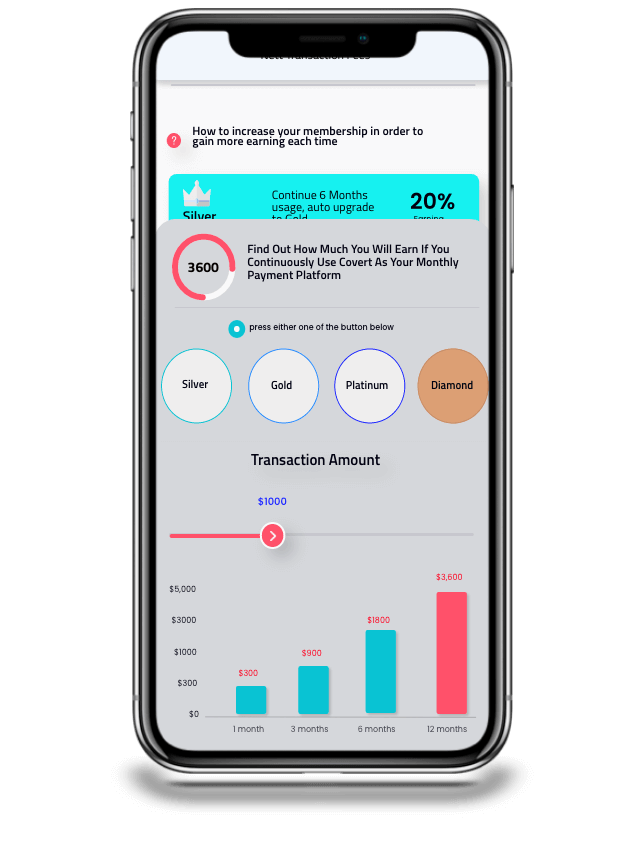 Nett Transaction Fees
?
How to increase your membership in order to
gain more earning each time
Continue 6 Months
usage, auto upgrade
to Gold
20%
Silver
Earning
3600
Find Out How Much You Will Earn If You
Continuously Use Covert As Your Monthly
Payment Platform
press either one of the button below
Silver
Gold
Platinum
Diamond
Transaction Amount
$1000
$3,600
$5,000
$3000
$1800
$1000
$900
$300
$300
$0
1 month
3 months
6 months
12 months